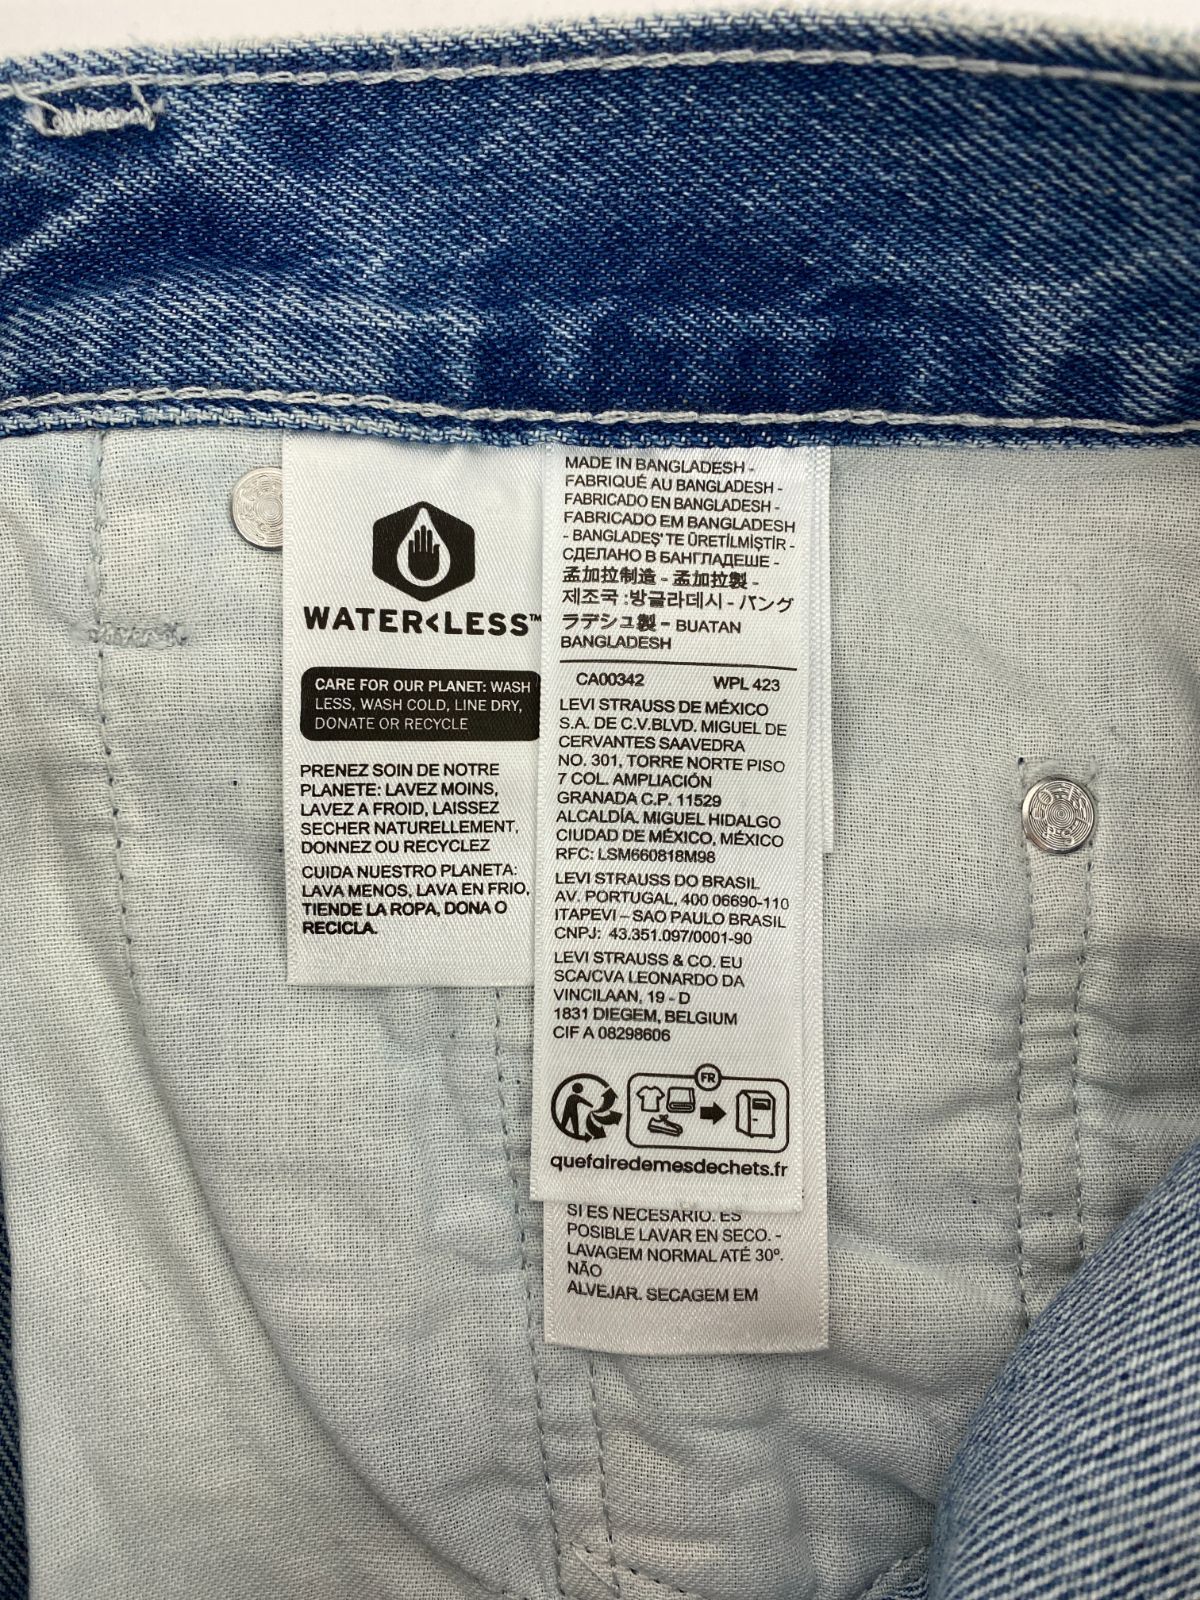 WATER<LESS™
CARE FOR OUR PLANET: WASH
LESS, WASH COLD, LINE DRY,
DONATE OR RECYCLE
PRENEZ SOIN DE NOTRE
PLANETE: LAVEZ MOINS,
LAVEZ A FROID, LAISSEZ
SECHER NATURELLEMENT,
DONNEZ OU RECYCLEZ
CUIDA NUESTRO PLANETA:
LAVA MENOS, LAVA EN FRIO,
TIENDE LA ROPA, DONA O
RECICLA.
MADE IN BANGLADESH -
FABRIQUÉ AU BANGLADESH -
FABRICADO EN BANGLADESH -
FABRICADO EM BANGLADESH
- BANGLADEŞ'TE ÜRETİLMİŞTİR -
СДЕЛАНО В БАНГЛАДЕШЕ -
孟加拉制造 - 孟加拉製 -
제조국 :방글라데시 - バング
ラデシュ製 - BUATAN
BANGLADESH
CA00342 WPL 423
LEVI STRAUSS DE MÉXICO
S.A. DE C.V.BLVD. MIGUEL DE
CERVANTES SAAVEDRA
NO. 301, TORRE NORTE PISO
7 COL. AMPLIACIÓN
GRANADA C.P. 11529
ALCALDÍA. MIGUEL HIDALGO
CIUDAD DE MÉXICO, MÉXICO
RFC: LSM660818M98
LEVI STRAUSS DO BRASIL
AV. PORTUGAL, 400 06690-110
ITAPEVI – SAO PAULO BRASIL
CNPJ: 43.351.097/0001-90
LEVI STRAUSS & CO. EU
SCA/CVA LEONARDO DA
VINCILAAN, 19 - D
1831 DIEGEM, BELGIUM
CIF A 08298606
FR
quefairedemesdechets.fr
SI ES NECESARIO. ES
POSIBLE LAVAR EN SECO. -
LAVAGEM NORMAL ATÉ 30º.
NÃO
ALVEJAR. SECAGEM EM